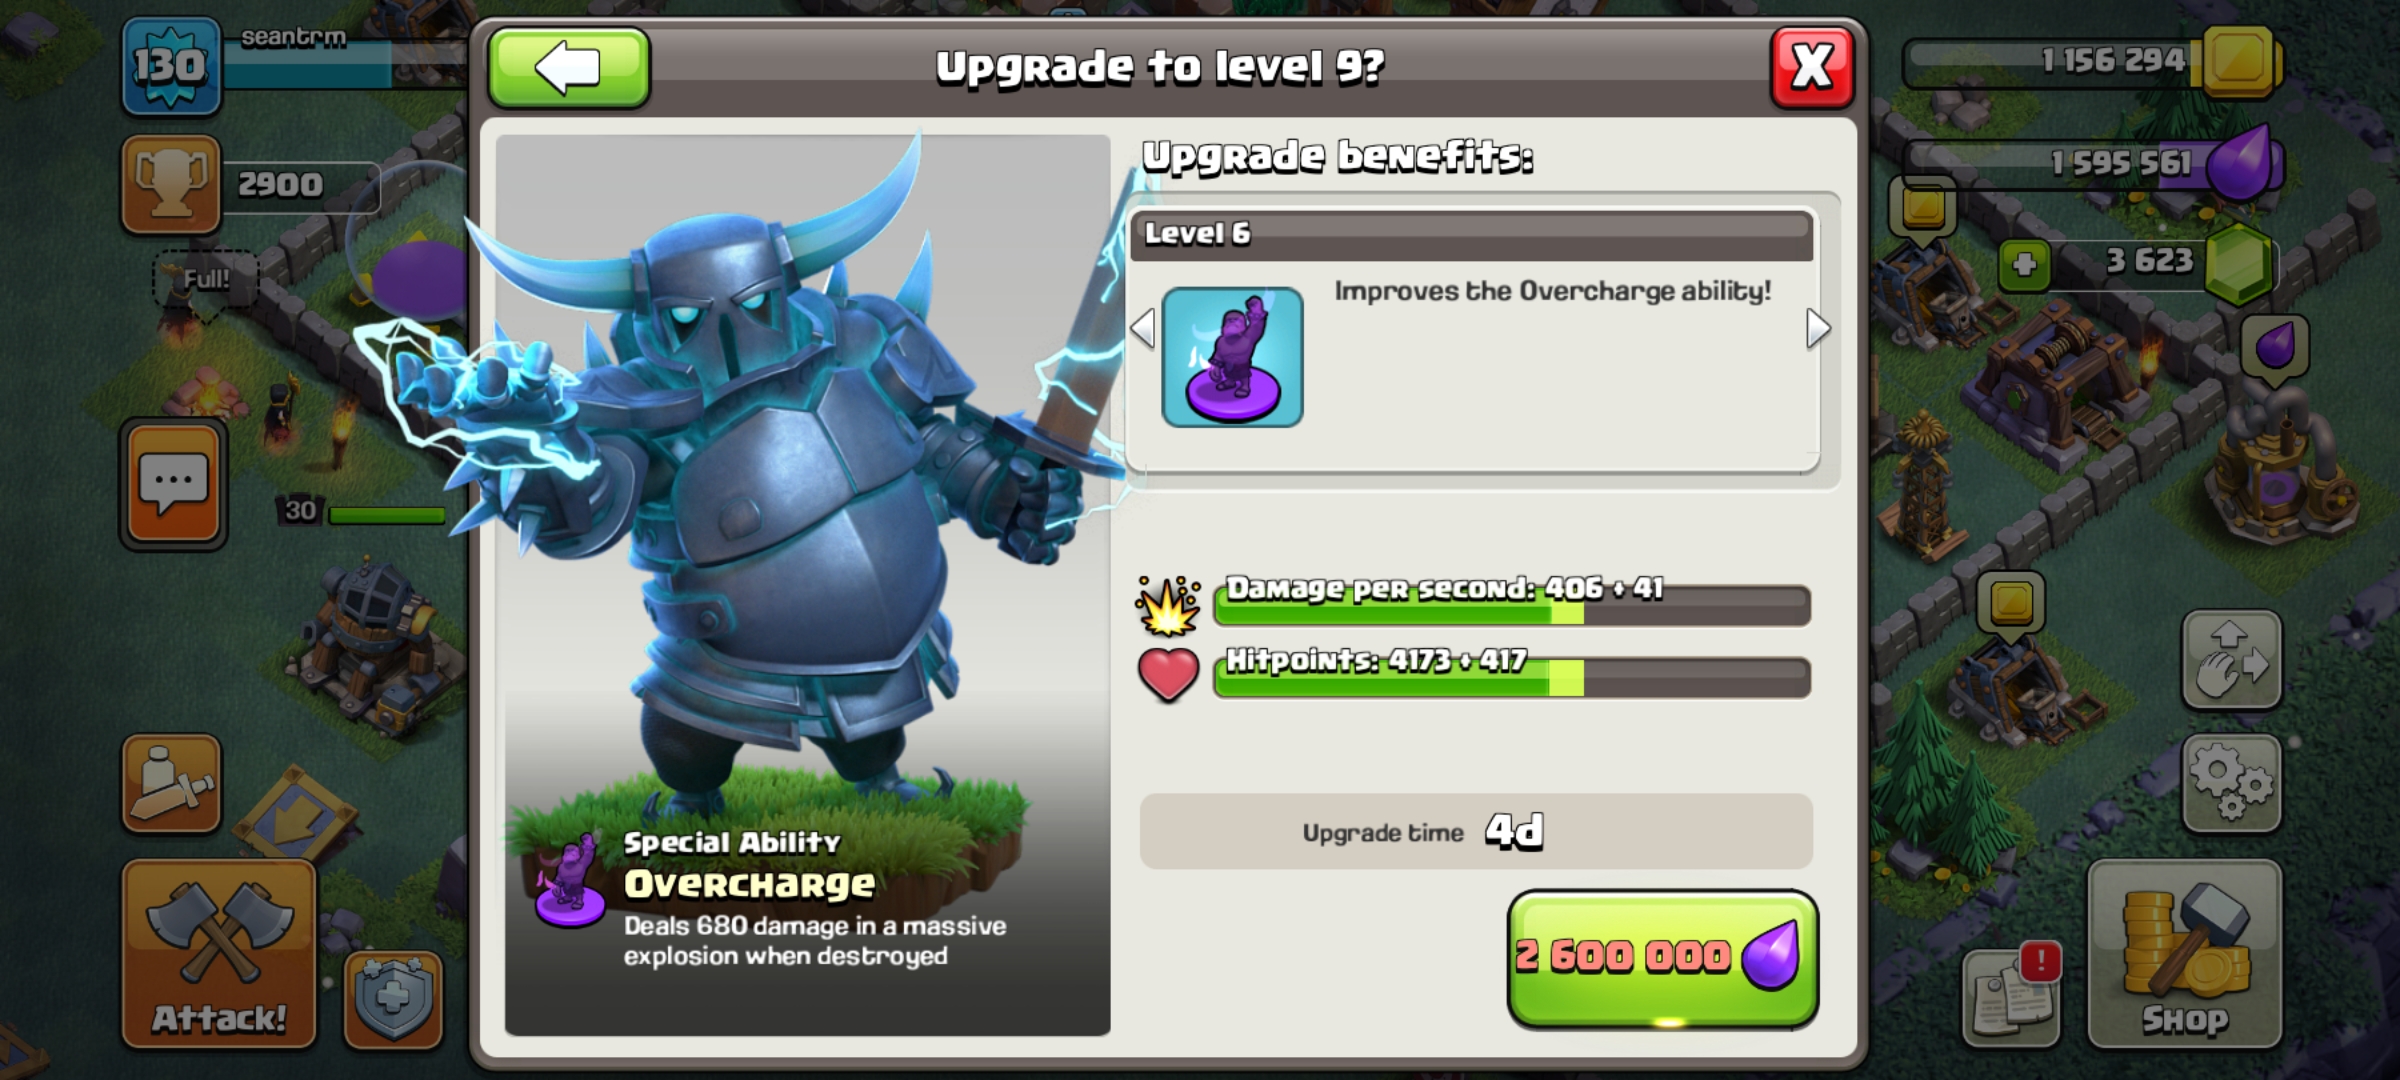 130
seantrm
2900
Full!
30
Attack!
Upgrade to level 9?
X
Upgrade benefits:
Level 6
Improves the Overcharge ability!
Damage per second: 406 + 41
Hitpoints: 4173 + 417
Upgrade time 4d
2 600 000
Special Ability
Overcharge
Deals 680 damage in a massive
explosion when destroyed
1 156 294
1 595 561
3 623
!
Shop